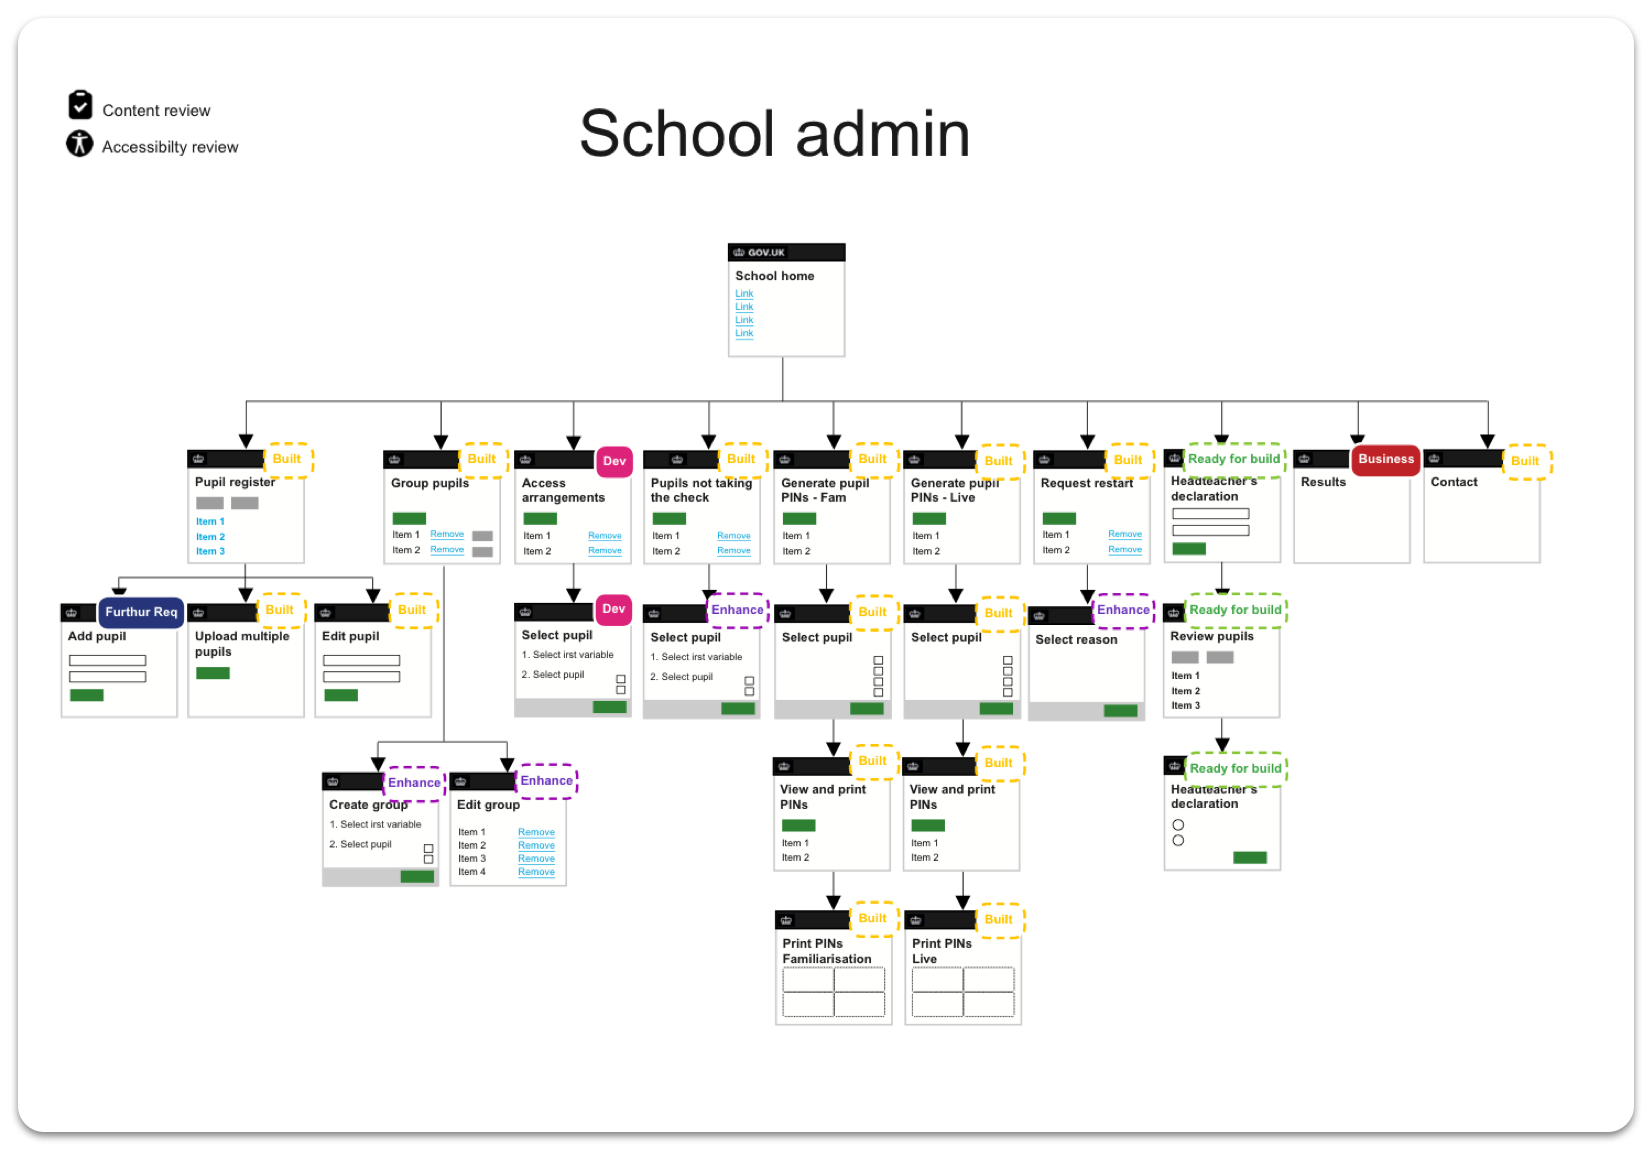 Content review
Accessibilty review
School admin
GOV.UK
School home
Link
Link
Link
Link
Built
Pupil register
Item 1
Item 2
Item 3
Built
Group pupils
Item 1 Remove
Item 2 Remove
Dev
Access
arrangements
Item 1 Remove
Item 2 Remove
Built
Pupils not taking
the check
Item 1 Remove
Item 2 Remove
Built
Generate pupil
PINs - Fam
Item 1
Item 2
Built
Generate pupil
PINs - Live
Item 1
Item 2
Built
Request restart
Item 1 Remove
Item 2 Remove
Ready for build
Headteacher's
declaration
Business
Results
Built
Contact
Furthur Req
Add pupil
Built
Upload multiple
pupils
Built
Edit pupil
Dev
Select pupil
1. Select irst variable
2. Select pupil
Enhance
Select pupil
1. Select irst variable
2. Select pupil
Built
Select pupil
Built
Select pupil
Enhance
Select reason
Ready for build
Review pupils
Item 1
Item 2
Item 3
Enhance
Create group
1. Select irst variable
2. Select pupil
Enhance
Edit group
Item 1 Remove
Item 2 Remove
Item 3 Remove
Item 4 Remove
Built
View and print
PINs
Item 1
Item 2
Built
View and print
PINs
Item 1
Item 2
Ready for build
Headteacher's
declaration
Built
Print PINs
Familiarisation
Built
Print PINs
Live